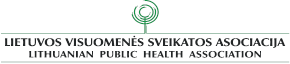 LIETUVOS VISUOMENĖS SVEIKATOS ASOCIACIJA
LITHUANIAN PUBLIC HEALTH ASSOCIATION